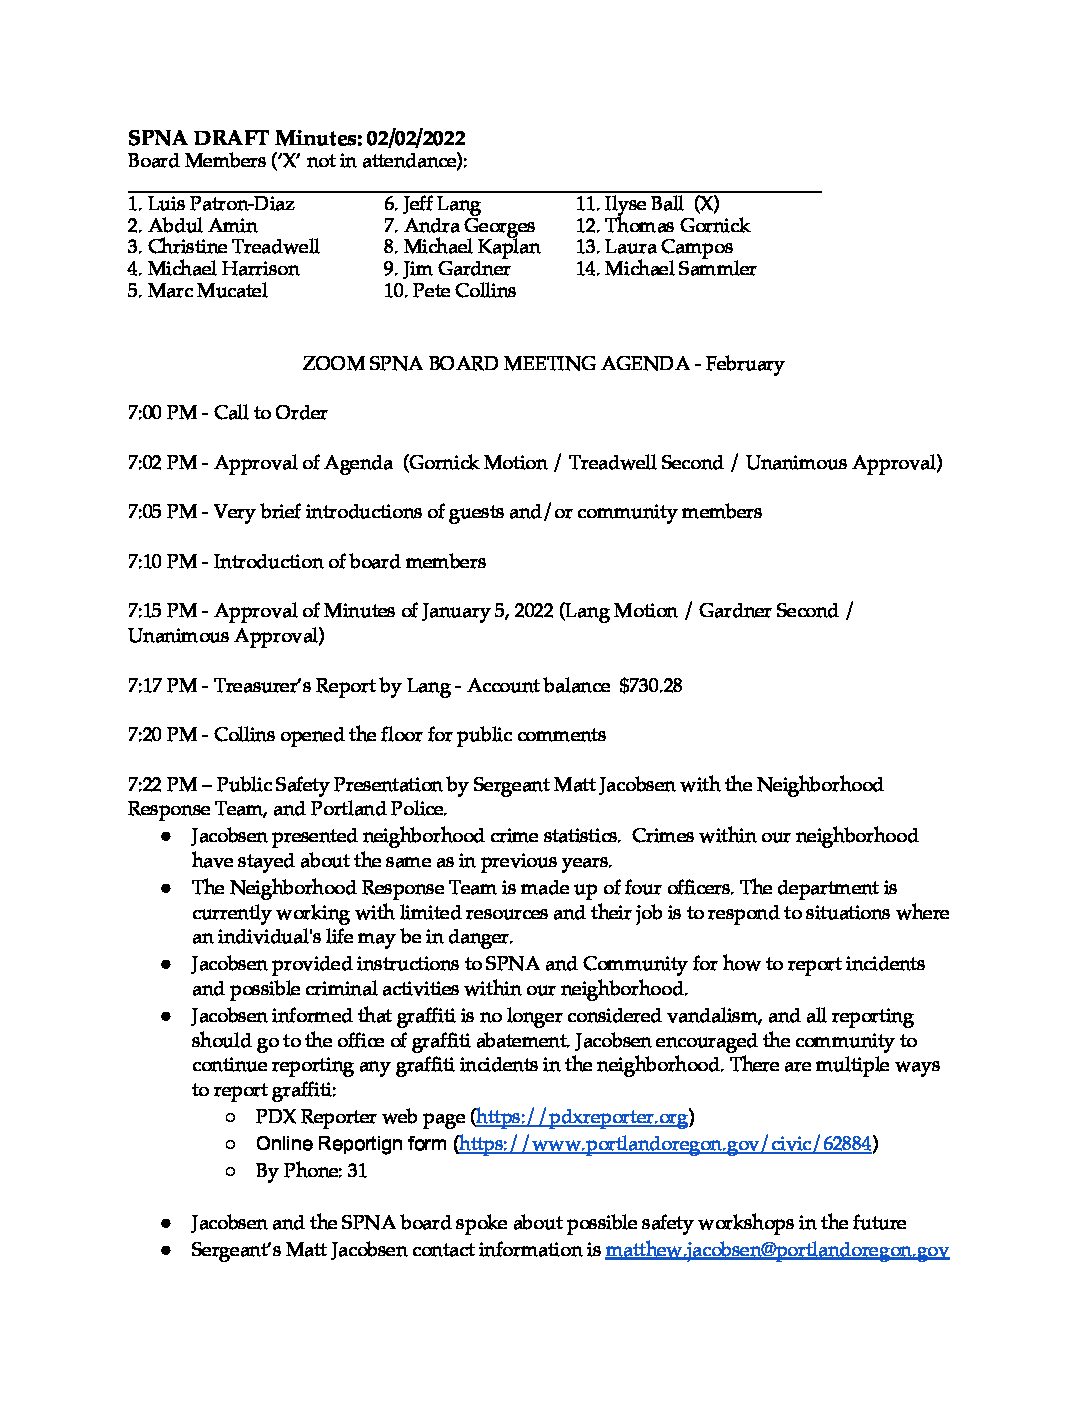 SPNA DRAFT Minutes: 02/02/2022
Board Members ('X' not in attendance):
1. Luis Patron-Diaz 6. Jeff Lang 11. Ilyse Ball (X)
2. Abdul Amin 7. Andra Georges 12. Thomas Gornick
3. Christine Treadwell 8. Michael Kaplan 13. Laura Campos
4. Michael Harrison 9. Jim Gardner 14. Michael Sammler
5. Marc Mucatel 10. Pete Collins
ZOOM SPNA BOARD MEETING AGENDA - February
7:00 PM - Call to Order
7:02 PM - Approval of Agenda (Gornick Motion / Treadwell Second / Unanimous Approval)
7:05 PM - Very brief introductions of guests and/or community members
7:10 PM - Introduction of board members
7:15 PM - Approval of Minutes of January 5, 2022 (Lang Motion / Gardner Second /
Unanimous Approval)
7:17 PM - Treasurer's Report by Lang - Account balance $730.28
7:20 PM - Collins opened the floor for public comments
7:22 PM – Public Safety Presentation by Sergeant Matt Jacobsen with the Neighborhood
Response Team, and Portland Police.
● Jacobsen presented neighborhood crime statistics. Crimes within our neighborhood
have stayed about the same as in previous years.
● The Neighborhood Response Team is made up of four officers. The department is
currently working with limited resources and their job is to respond to situations where
an individual's life may be in danger.
● Jacobsen provided instructions to SPNA and Community for how to report incidents
and possible criminal activities within our neighborhood.
● Jacobsen informed that graffiti is no longer considered vandalism, and all reporting
should go to the office of graffiti abatement. Jacobsen encouraged the community to
continue reporting any graffiti incidents in the neighborhood. There are multiple ways
to report graffiti:
○ PDX Reporter web page (https://pdxreporter.org)
○ Online Reportign form (https://www.portlandoregon.gov/civic/62884)
○ By Phone: 31
● Jacobsen and the SPNA board spoke about possible safety workshops in the future
● Sergeant's Matt Jacobsen contact information is matthew.jacobsen@portlandoregon.gov